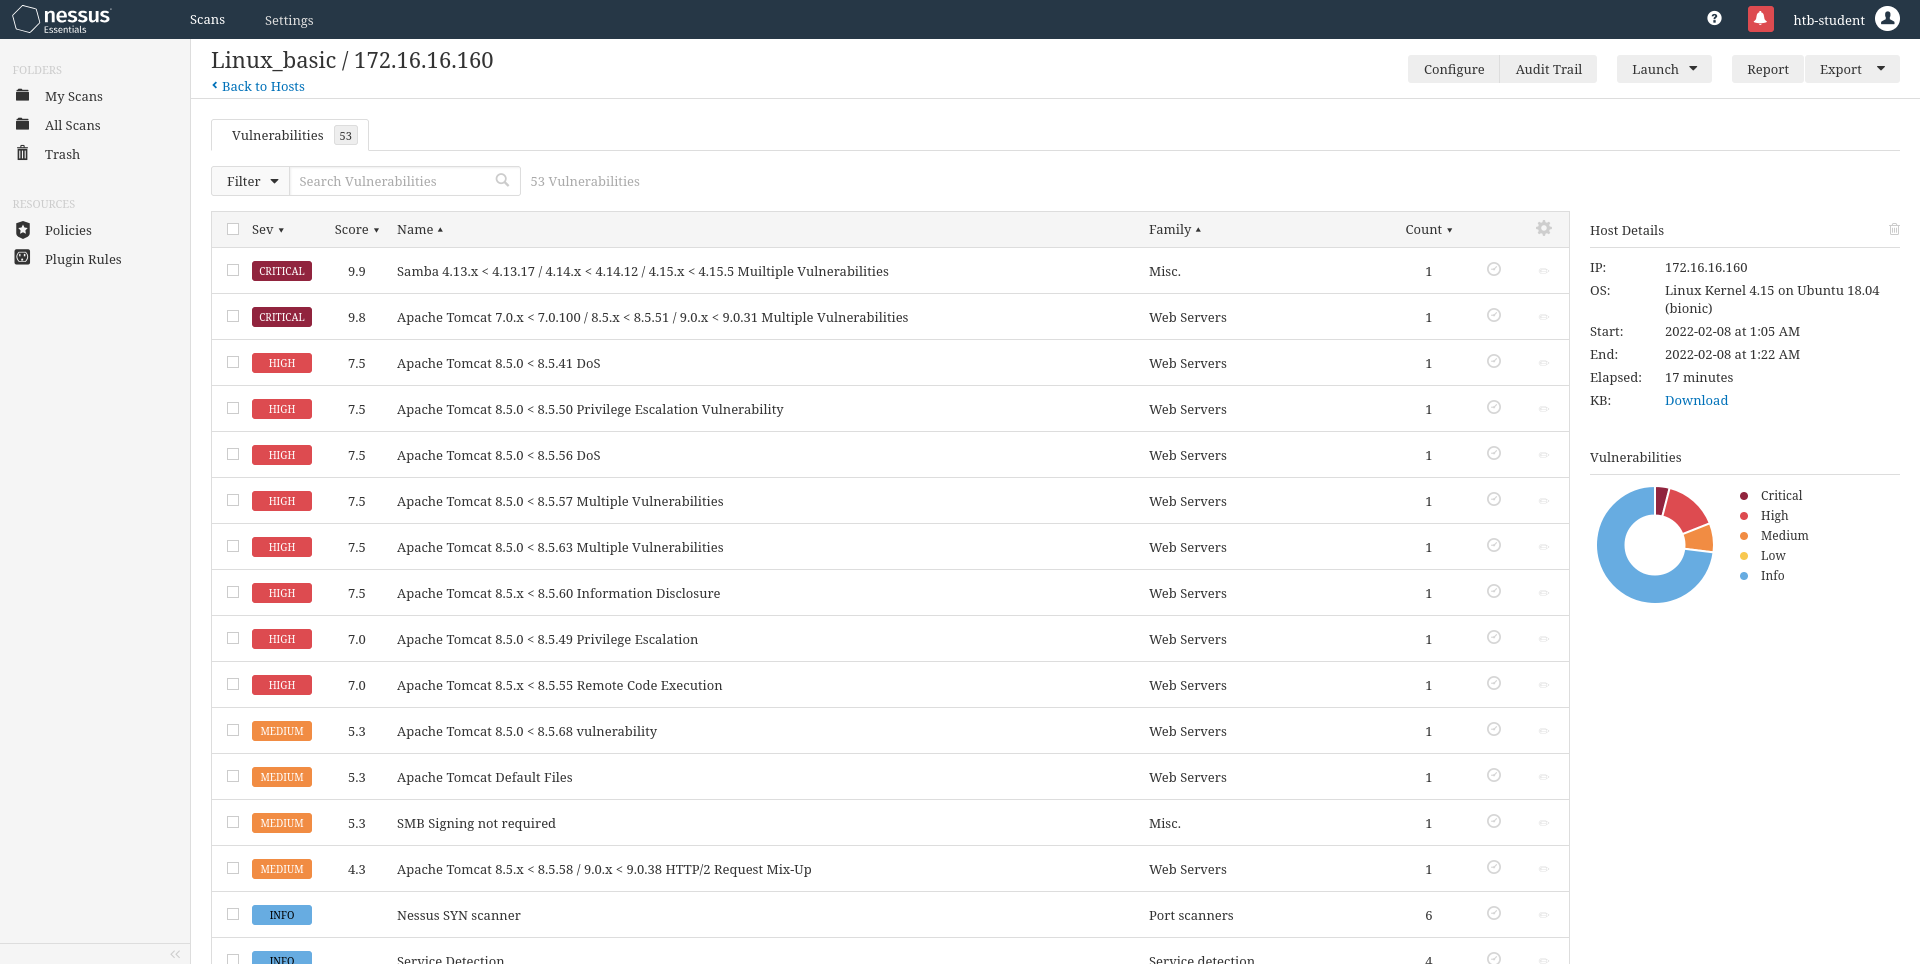 nessus Essentials Scans Settings htb-student
Linux_basic / 172.16.16.160
Back to Hosts
Configure Audit Trail Launch Report Export
FOLDERS
My Scans
All Scans
Trash
RESOURCES
Policies
Plugin Rules
Vulnerabilities 53
Filter Search Vulnerabilities 53 Vulnerabilities
Sev Score Name Family Count
CRITICAL 9.9 Samba 4.13.x < 4.13.17 / 4.14.x < 4.14.12 / 4.15.x < 4.15.5 Muiltiple Vulnerabilities Misc. 1
CRITICAL 9.8 Apache Tomcat 7.0.x < 7.0.100 / 8.5.x < 8.5.51 / 9.0.x < 9.0.31 Multiple Vulnerabilities Web Servers 1
HIGH 7.5 Apache Tomcat 8.5.0 < 8.5.41 DoS Web Servers 1
HIGH 7.5 Apache Tomcat 8.5.0 < 8.5.50 Privilege Escalation Vulnerability Web Servers 1
HIGH 7.5 Apache Tomcat 8.5.0 < 8.5.56 DoS Web Servers 1
HIGH 7.5 Apache Tomcat 8.5.0 < 8.5.57 Multiple Vulnerabilities Web Servers 1
HIGH 7.5 Apache Tomcat 8.5.0 < 8.5.63 Multiple Vulnerabilities Web Servers 1
HIGH 7.5 Apache Tomcat 8.5.x < 8.5.60 Information Disclosure Web Servers 1
HIGH 7.0 Apache Tomcat 8.5.0 < 8.5.49 Privilege Escalation Web Servers 1
HIGH 7.0 Apache Tomcat 8.5.x < 8.5.55 Remote Code Execution Web Servers 1
MEDIUM 5.3 Apache Tomcat 8.5.0 < 8.5.68 vulnerability Web Servers 1
MEDIUM 5.3 Apache Tomcat Default Files Web Servers 1
MEDIUM 5.3 SMB Signing not required Misc. 1
MEDIUM 4.3 Apache Tomcat 8.5.x < 8.5.58 / 9.0.x < 9.0.38 HTTP/2 Request Mix-Up Web Servers 1
INFO Nessus SYN scanner Port scanners 6
INFO Service Detection Service detection 4
Host Details
IP: 172.16.16.160
OS: Linux Kernel 4.15 on Ubuntu 18.04
(bionic)
Start: 2022-02-08 at 1:05 AM
End: 2022-02-08 at 1:22 AM
Elapsed: 17 minutes
KB: Download
Vulnerabilities
Critical
High
Medium
Low
Info